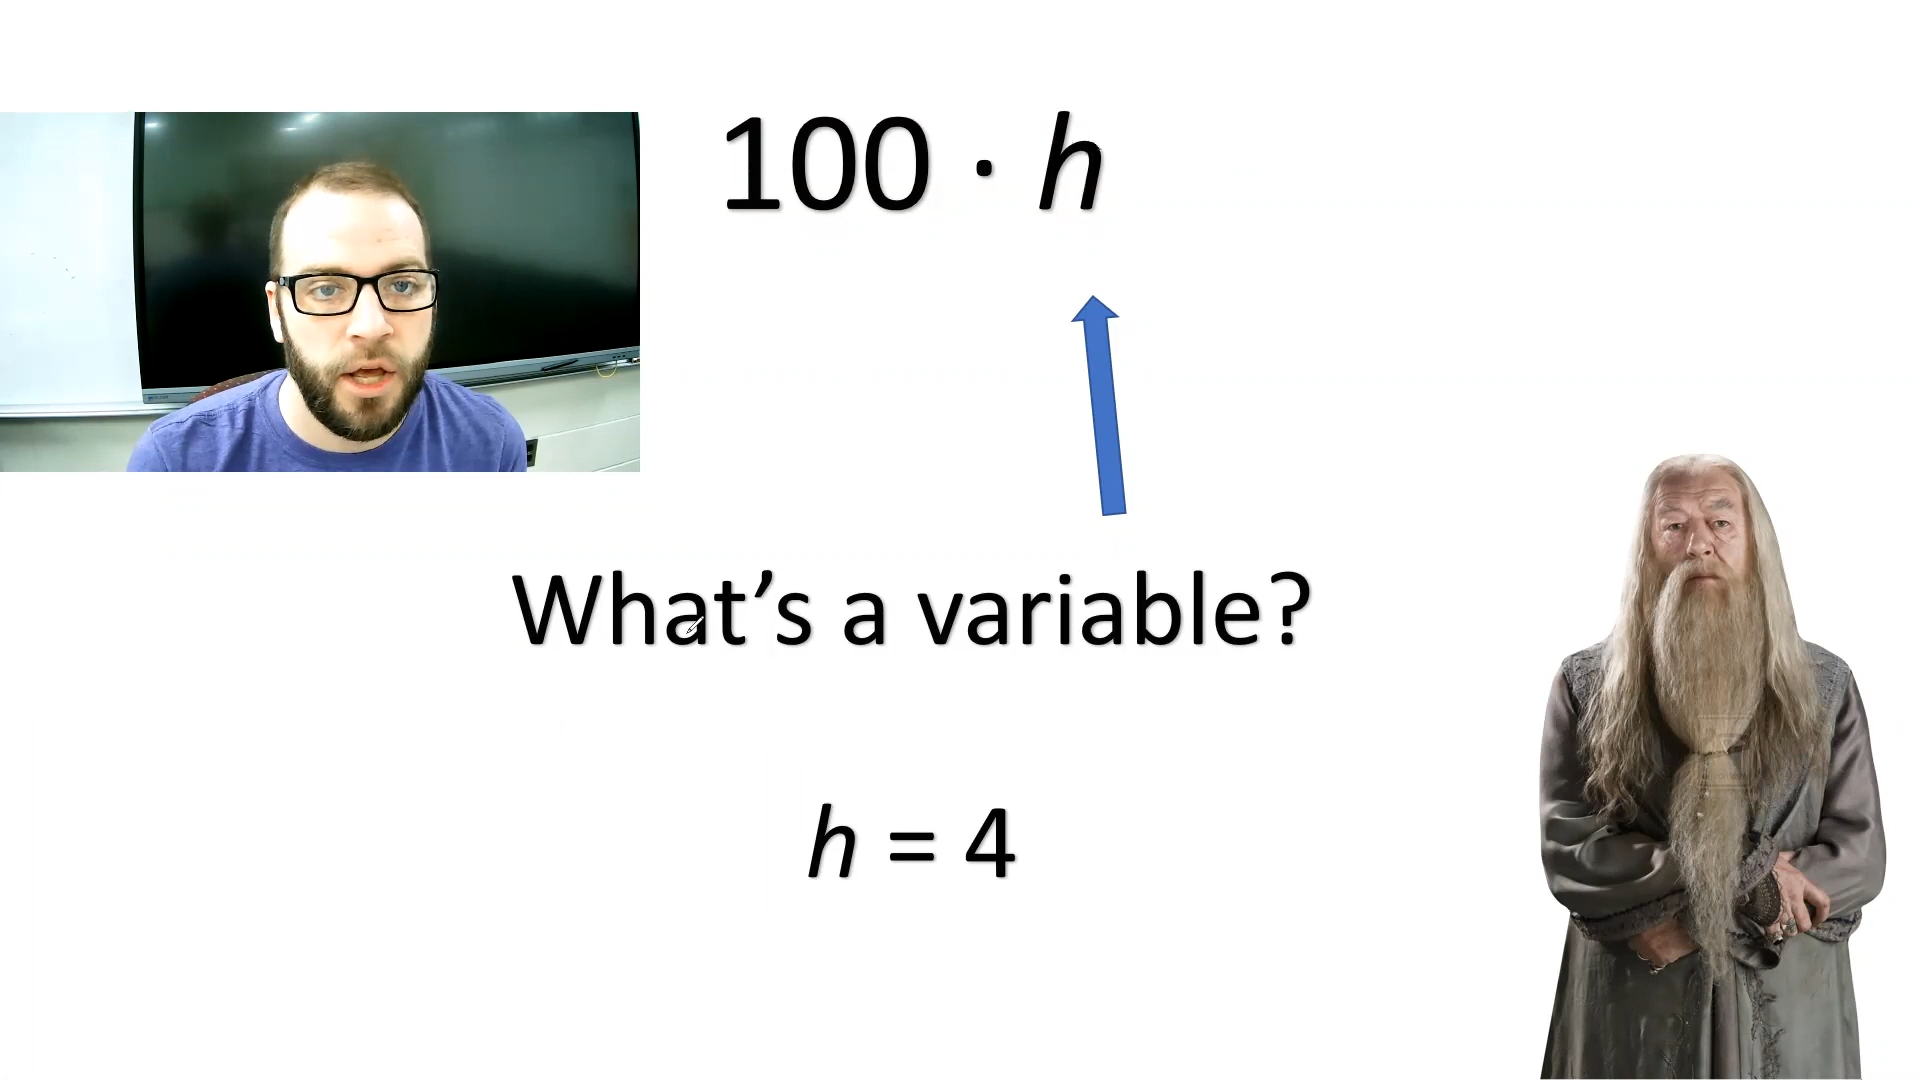 100 · h
What’s a variable?
h = 4